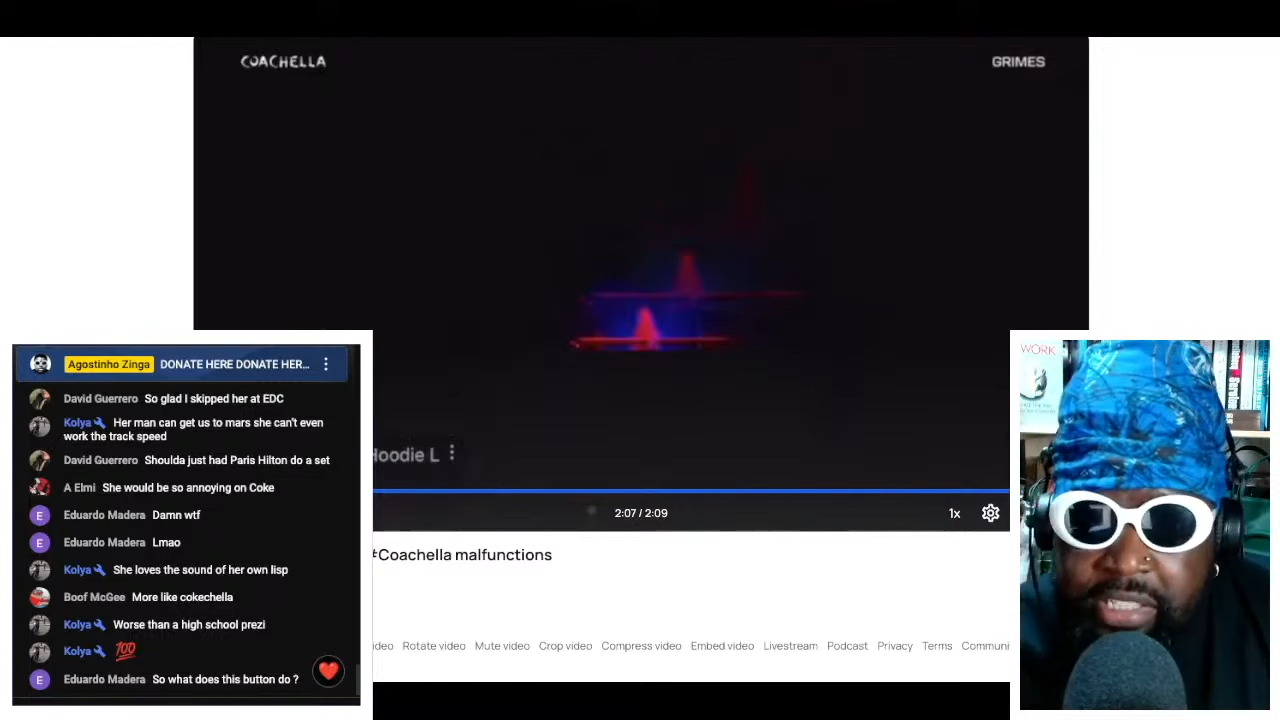 COACHELLA
GRIMES
Agostinho Zinga DONATE HERE DONATE HER...
David Guerrero So glad I skipped her at EDC
Kolya Her man can get us to mars she can't even
work the track speed
David Guerrero Shoulda just had Paris Hilton do a set
A Elmi She would be so annoying on Coke
E Eduardo Madera Damn wtf
E Eduardo Madera Lmao
Kolya She loves the sound of her own lisp
Boof McGee More like cokechella
Kolya Worse than a high school prezi
Kolya 💯
E Eduardo Madera So what does this button do ?
Hoodie L
2:07 / 2:09
1x
#Coachella malfunctions
ideo Rotate video Mute video Crop video Compress video Embed video Livestream Podcast Privacy Terms Communi
WORK